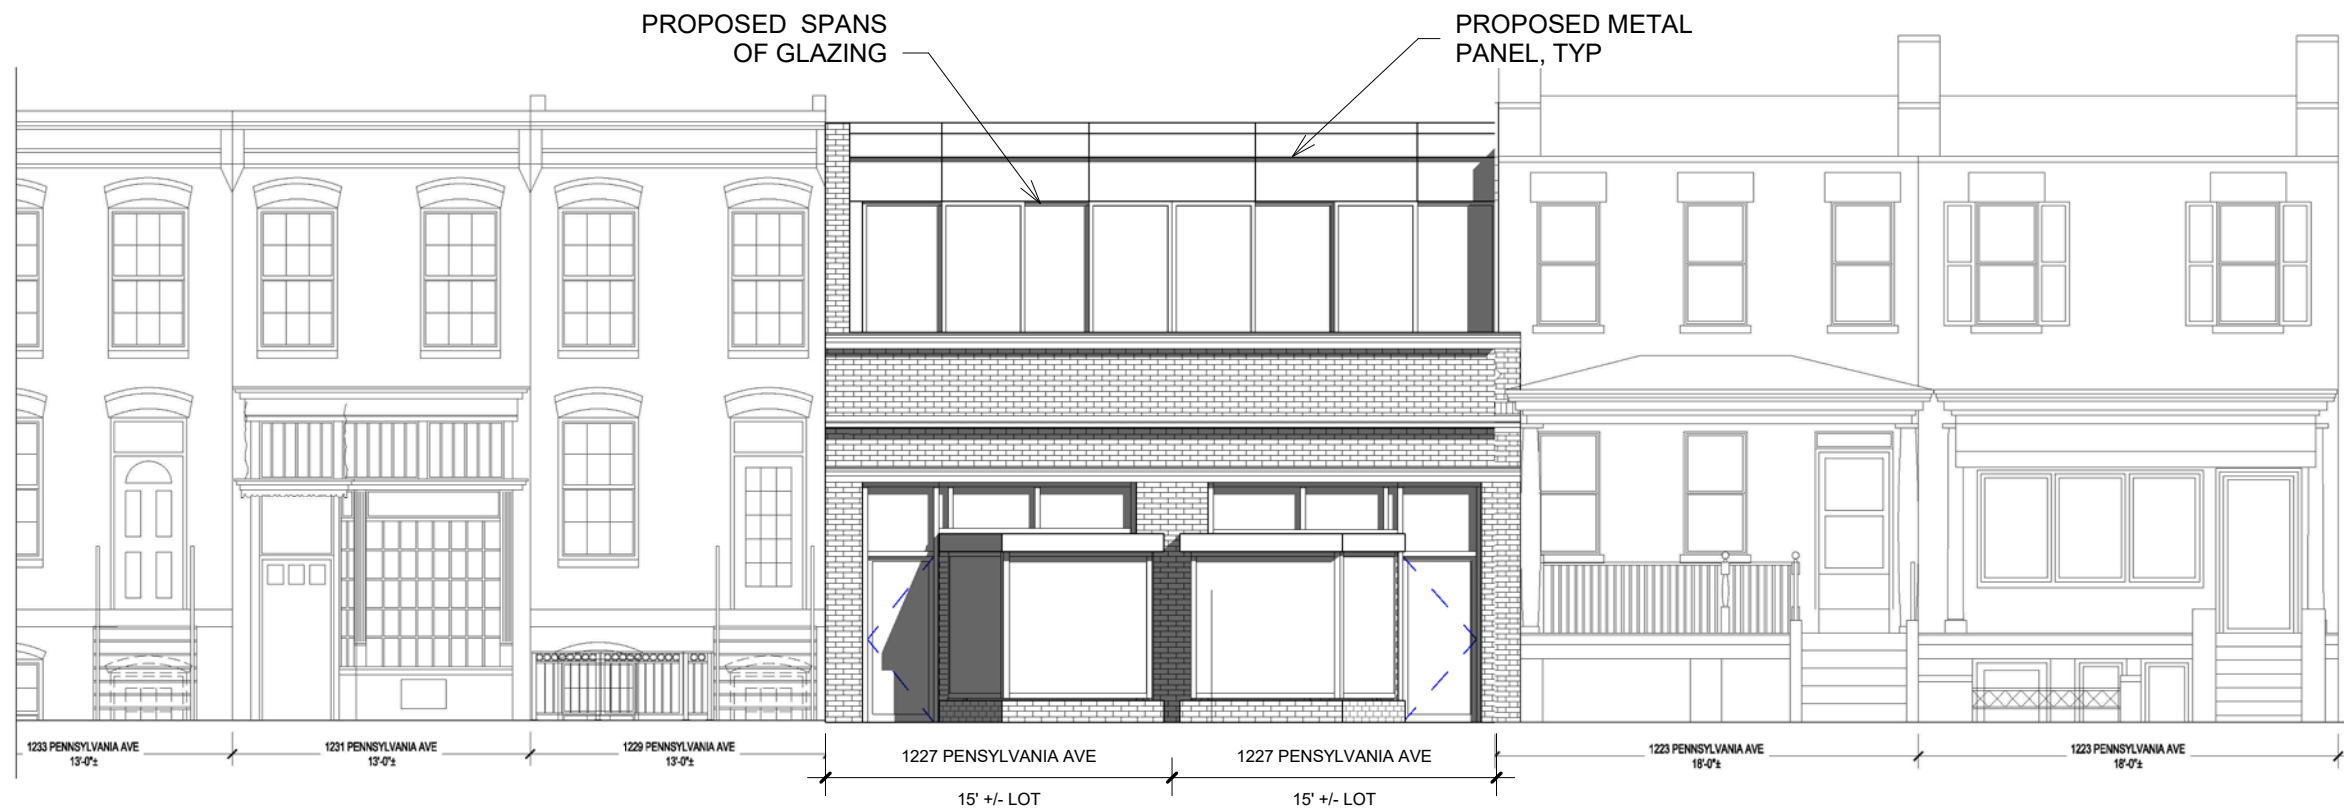 PROPOSED SPANS
OF GLAZING
PROPOSED METAL
PANEL, TYP
1233 PENNSYLVANIA AVE
13'-0"±
1231 PENNSYLVANIA AVE
13'-0"±
1229 PENNSYLVANIA AVE
13'-0"±
1227 PENSYLVANIA AVE
15' +/- LOT
1227 PENSYLVANIA AVE
15' +/- LOT
1223 PENNSYLVANIA AVE
18'-0"±
1223 PENNSYLVANIA AVE
18'-0"±